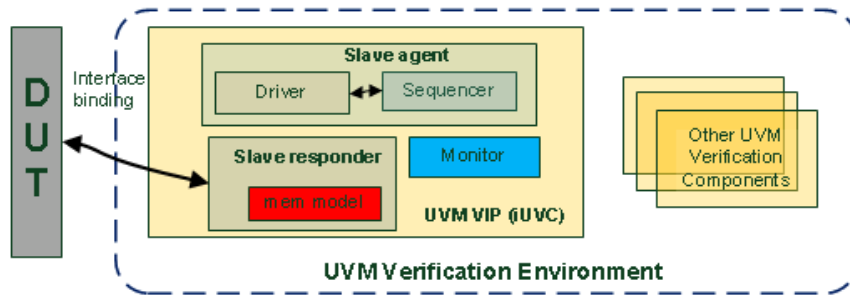 DUT
Interface
binding
Slave agent
Driver
Sequencer
Slave responder
mem model
Monitor
UVM VIP (iUVC)
Other UVM
Verification
Components
UVM Verification Environment